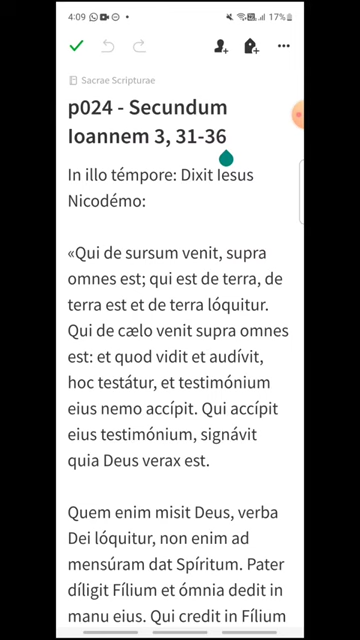 4:09
17%
Sacrae Scripturae
p024 - Secundum
Ioannem 3, 31-36
In illo témpore: Dixit Iesus
Nicodémo:
«Qui de sursum venit, supra
omnes est; qui est de terra, de
terra est et de terra lóquitur.
Qui de cælo venit supra omnes
est: et quod vidit et audívit,
hoc testátur, et testimónium
eius nemo accípit. Qui accípit
eius testimónium, signávit
quia Deus verax est.
Quem enim misit Deus, verba
Dei lóquitur, non enim ad
mensúram dat Spíritum. Pater
díligit Fílium et ómnia dedit in
manu eius. Qui credit in Fílium